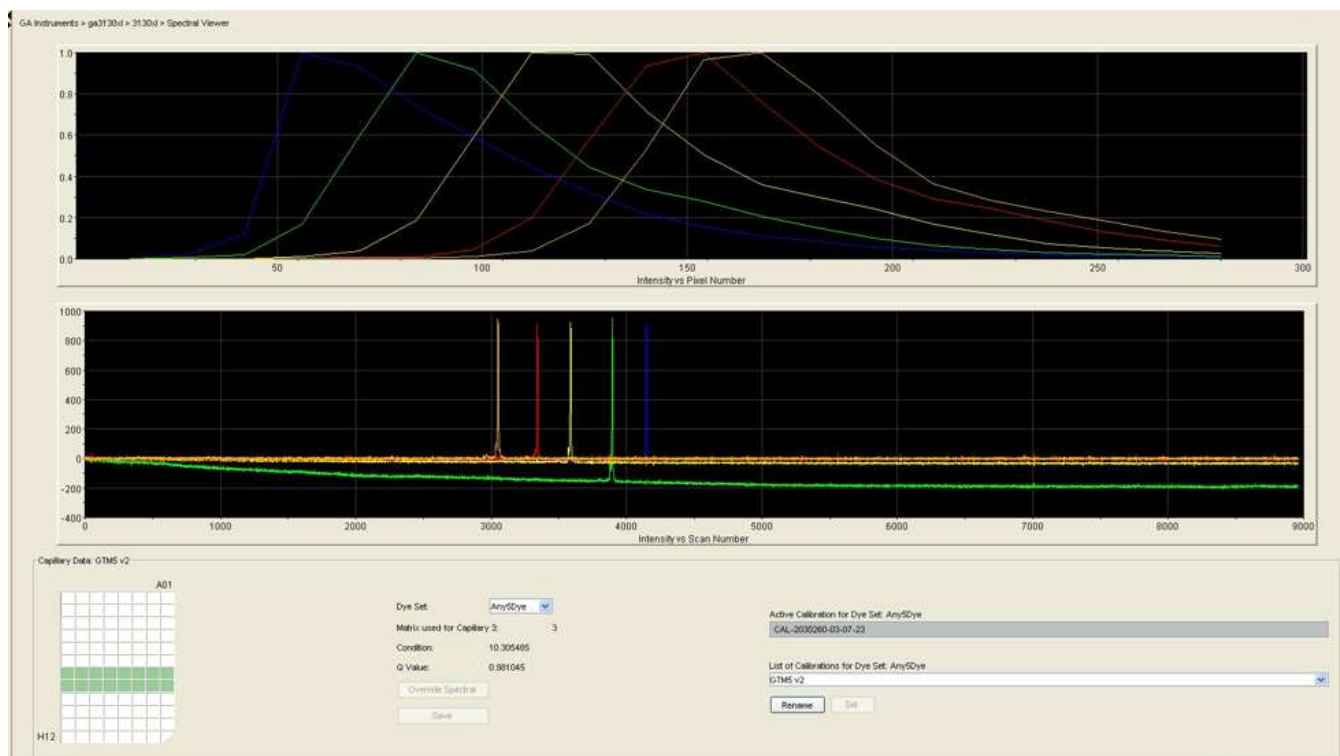 GA Instruments > ga3130xl > 3130xl > Spectral Viewer
1.0
0.8
0.6
0.4
0.2
0.0
50 100 150 200 250 300
Intensity vs Pixel Number
1000
800
600
400
200
0
-200
-400
0 1000 2000 3000 4000 5000 6000 7000 8000 9000
Intensity vs Scan Number
Capillary Data: GTM5 v2
A01
H12
Dye Set: Any5Dye
Matrix used for Capillary 3: 3
Condition: 10.305485
Q Value: 0.981045
Override Spectral
Save
Active Calibration for Dye Set: Any5Dye
CAL-2030260-03-07-23
List of Calibrations for Dye Set: Any5Dye
GTM5 v2
Rename Set